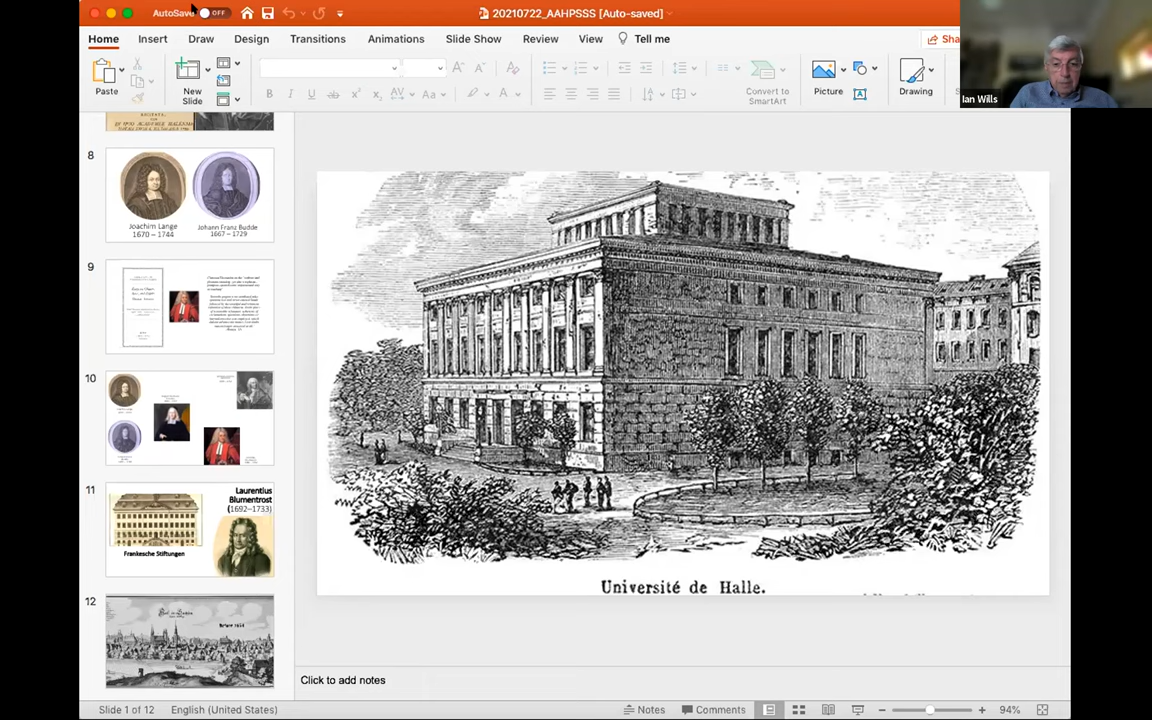 AutoSave OFF
20210722_AAHPSSS [Auto-saved]
Home Insert Draw Design Transitions Animations Slide Show Review View Tell me
Sha
Paste
New
Slide
Convert to
SmartArt
Picture
Drawing
Ian Wills
8
Joachim Lange
1670 – 1744
Johann Franz Budde
1667 – 1729
9
10
11
Laurentius
Blumentrost
(1692–1733)
Frankesche Stiftungen
12
Université de Halle.
Click to add notes
Slide 1 of 12 English (United States) Notes Comments 94%